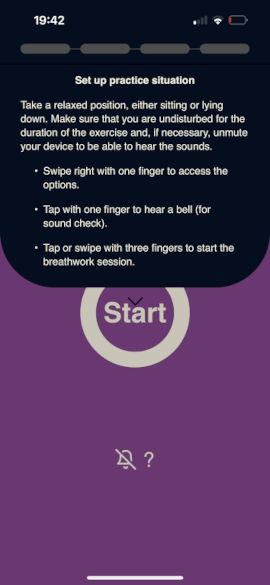 19:42
Set up practice situation
Take a relaxed position, either sitting or lying
down. Make sure that you are undisturbed for the
duration of the exercise and, if necessary, unmute
your device to be able to hear the sounds.
• Swipe right with one finger to access the
options.
• Tap with one finger to hear a bell (for
sound check).
• Tap or swipe with three fingers to start the
breathwork session.
Start
?